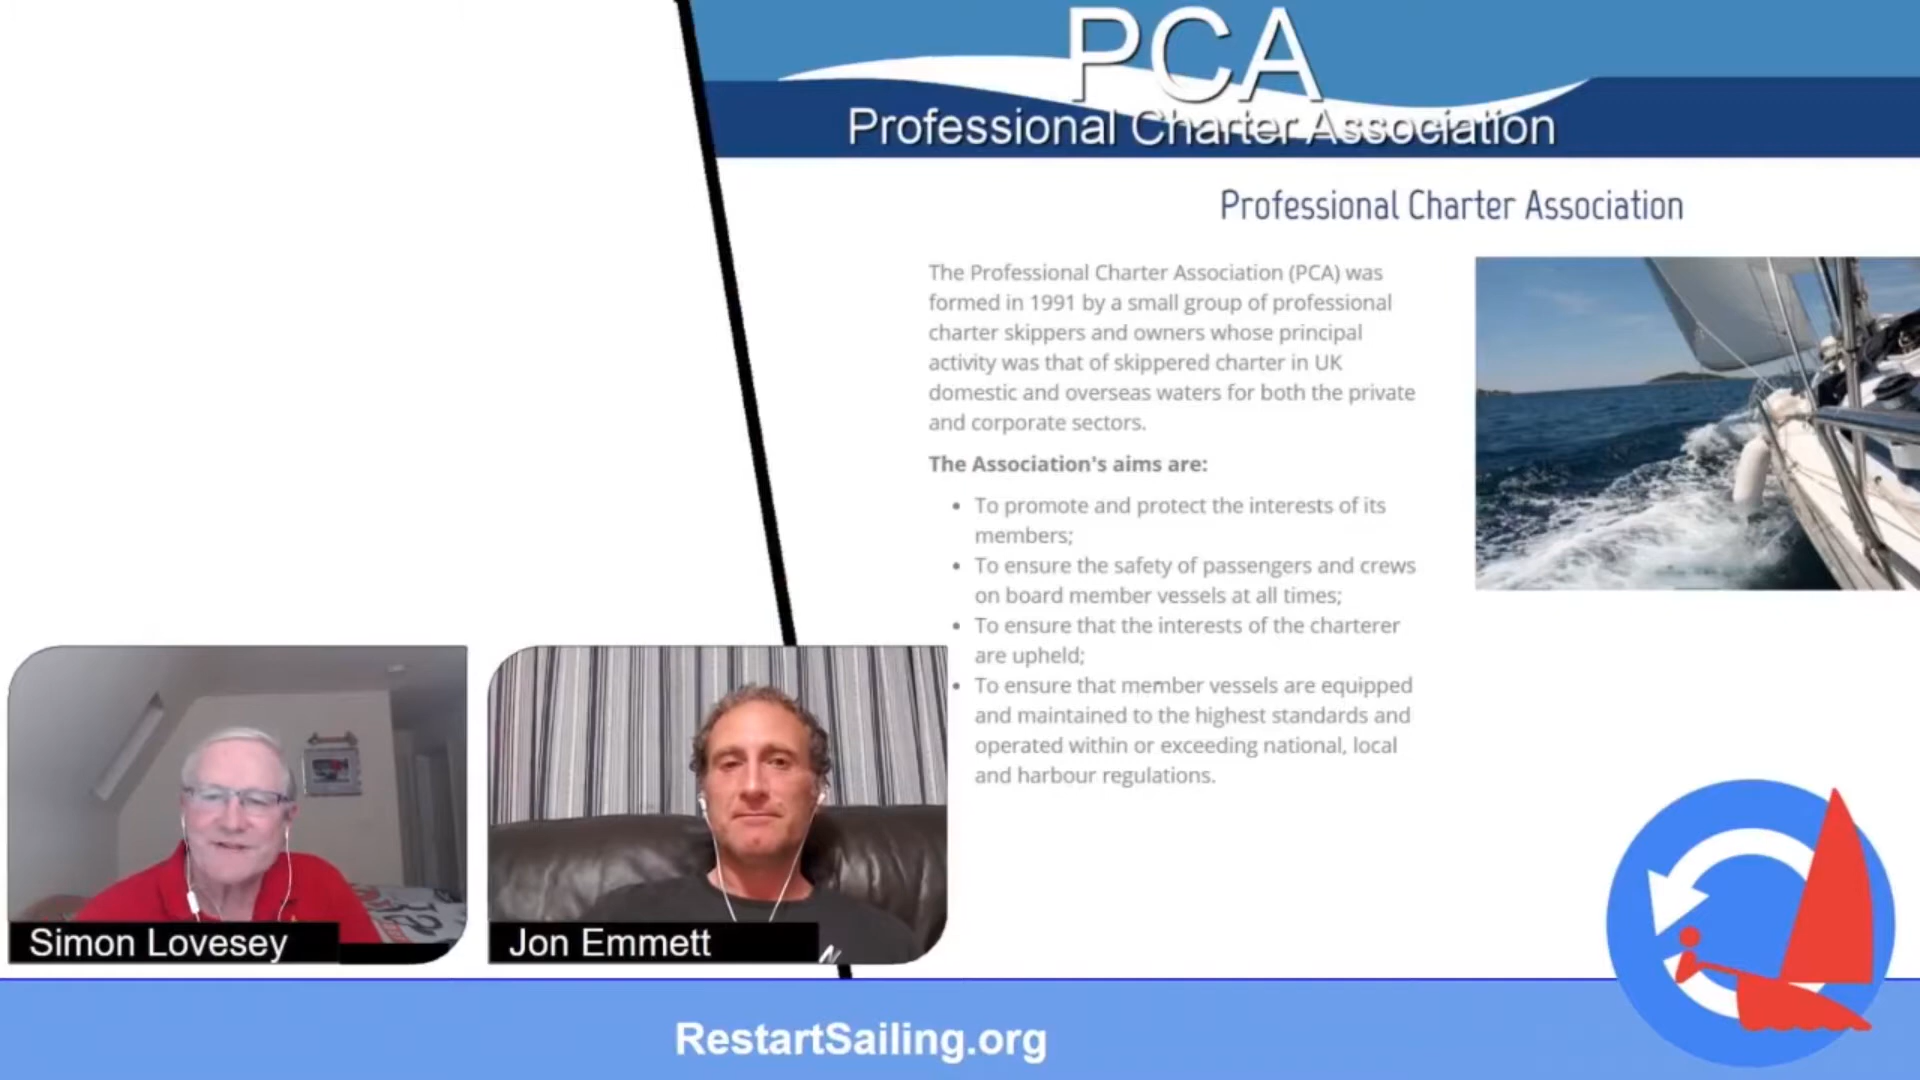 PCA
Professional Charter Association
Professional Charter Association
The Professional Charter Association (PCA) was
formed in 1991 by a small group of professional
charter skippers and owners whose principal
activity was that of skippered charter in UK
domestic and overseas waters for both the private
and corporate sectors.
The Association's aims are:
• To promote and protect the interests of its
members;
• To ensure the safety of passengers and crews
on board member vessels at all times;
• To ensure that the interests of the charterer
are upheld;
• To ensure that member vessels are equipped
and maintained to the highest standards and
operated within or exceeding national, local
and harbour regulations.
Simon Lovesey
Jon Emmett
RestartSailing.org